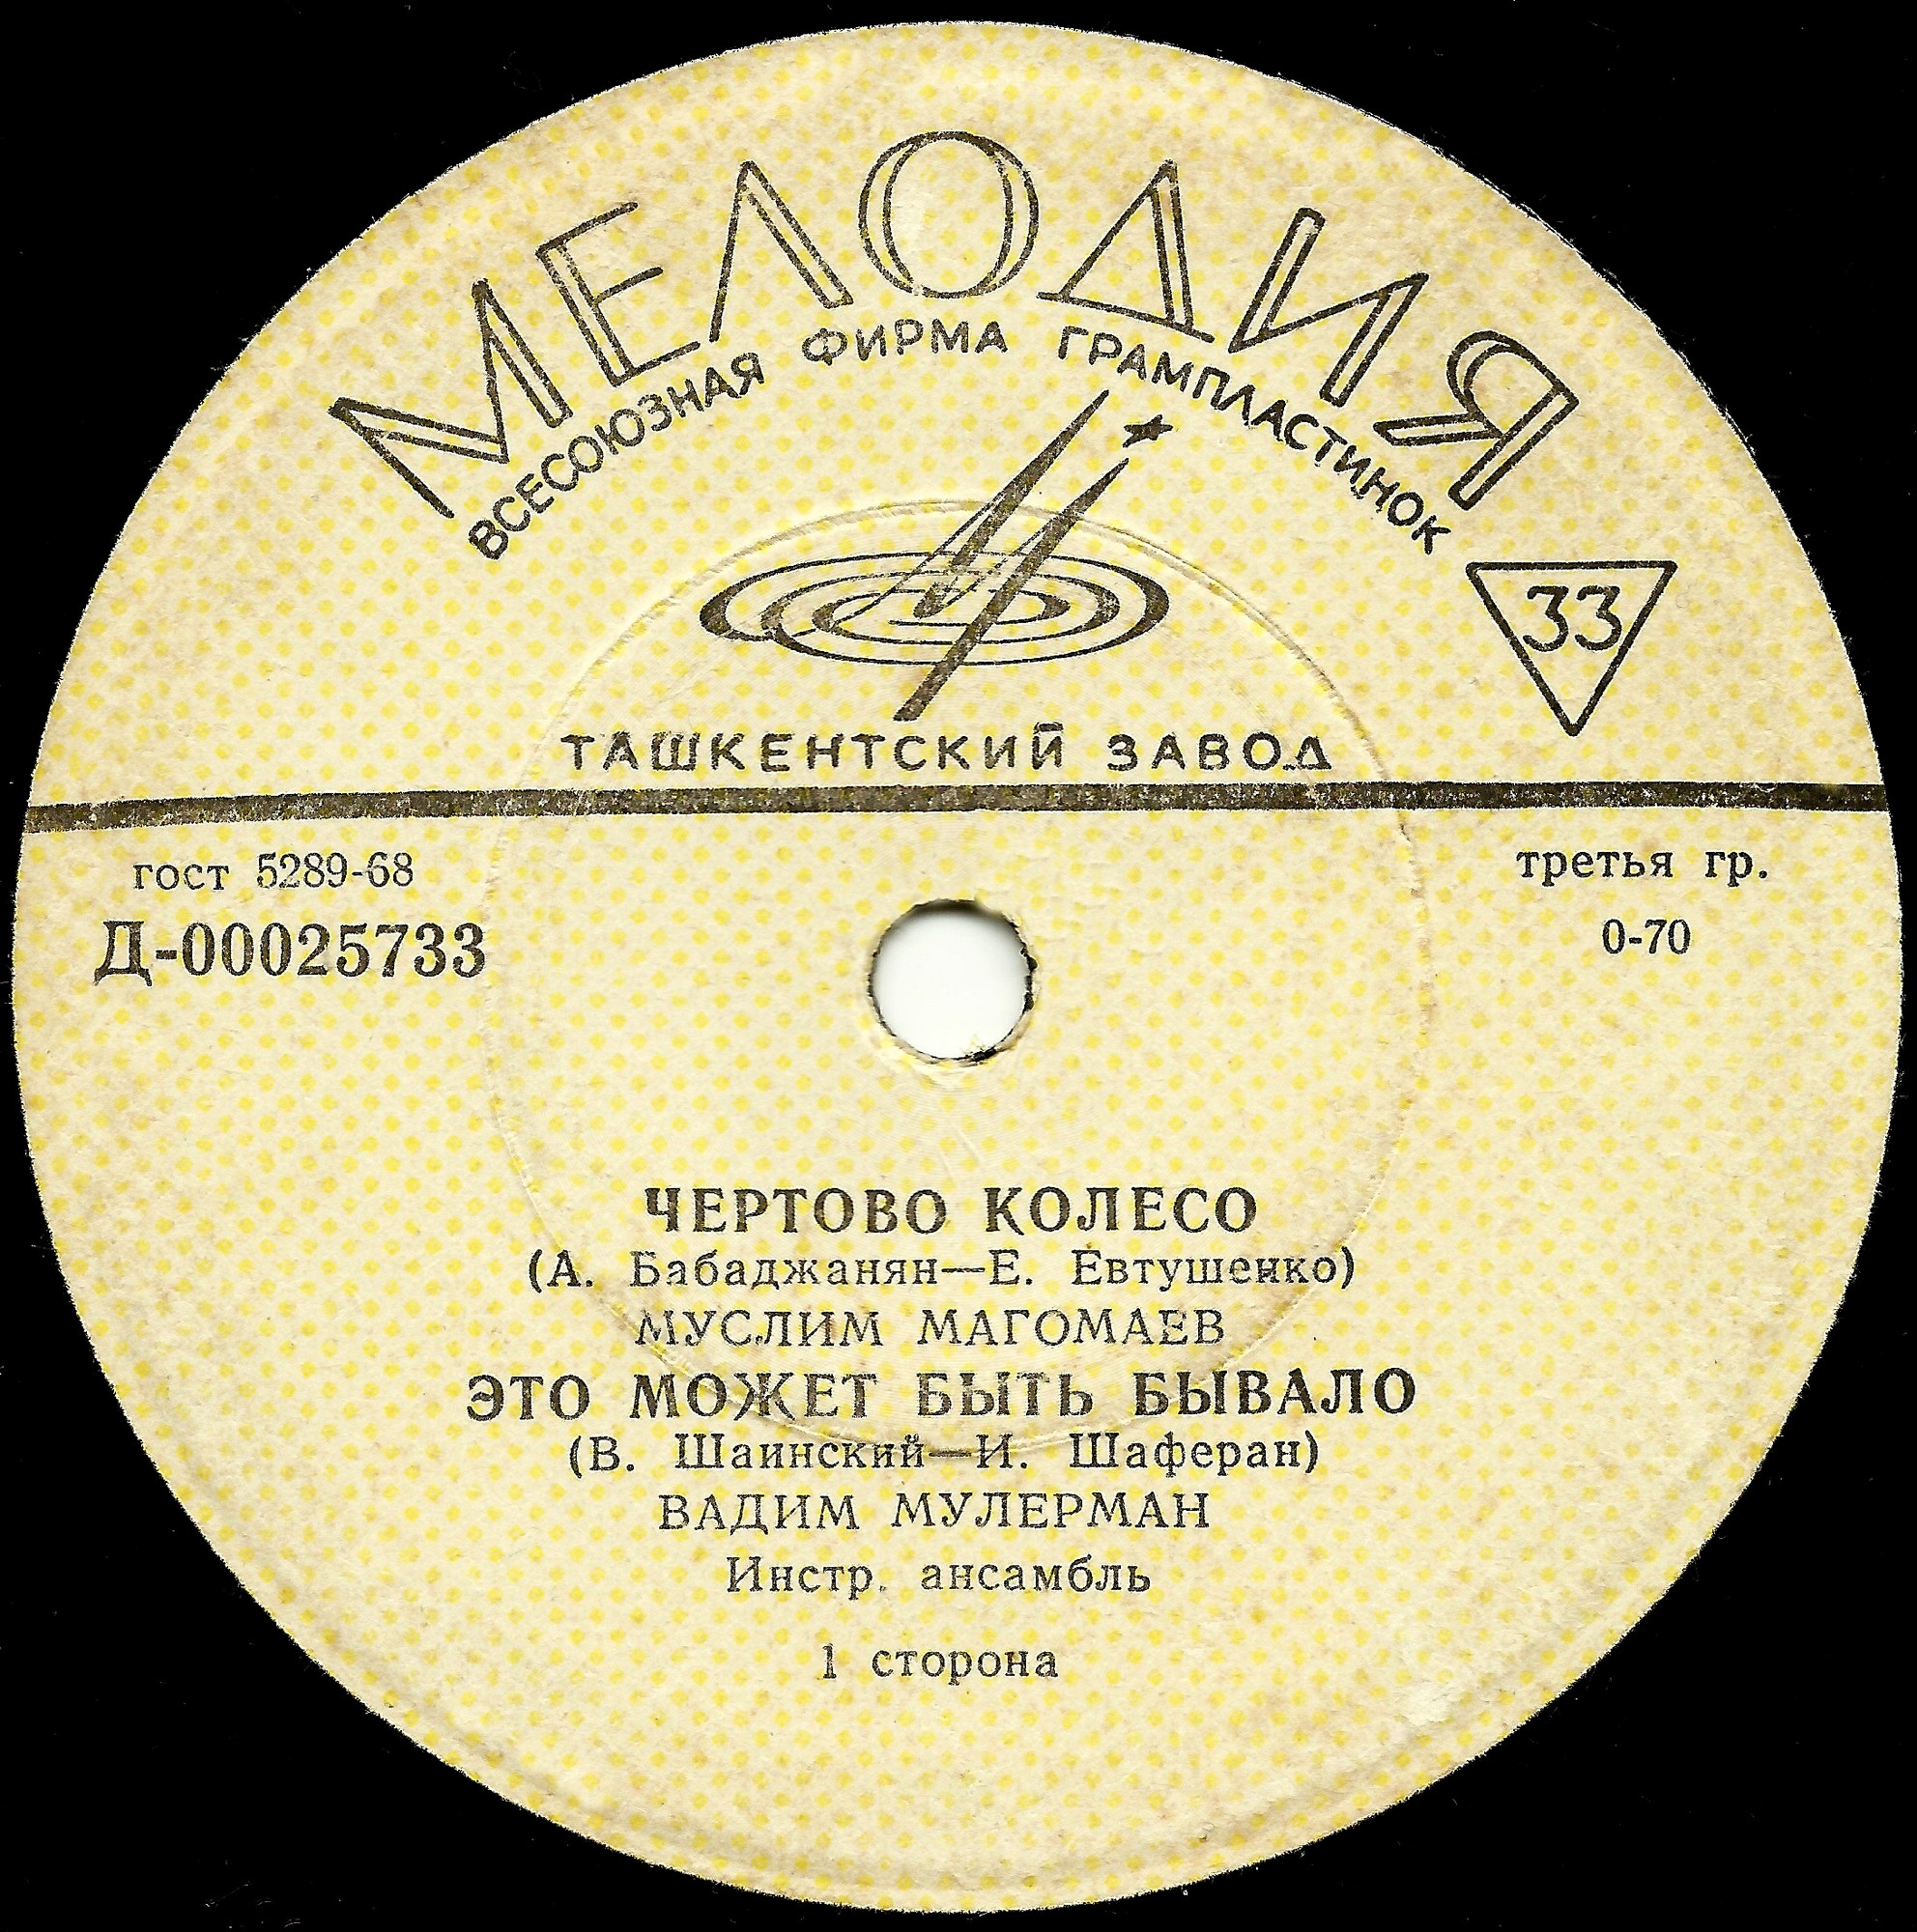 МЕЛОДИЯ
ВСЕСОЮЗНАЯ ФИРМА ГРАМПЛАСТИНОК
33
ТАШКЕНТСКИЙ ЗАВОД
гост 5289-68
третья гр.
Д-00025733
0-70
ЧЕРТОВО КОЛЕСО
(А. Бабаджанян—Е. Евтушенко)
МУСЛИМ МАГОМАЕВ
ЭТО МОЖЕТ БЫТЬ БЫВАЛО
(В. Шаинский—И. Шаферан)
ВАДИМ МУЛЕРМАН
Инстр. ансамбль
1 сторона